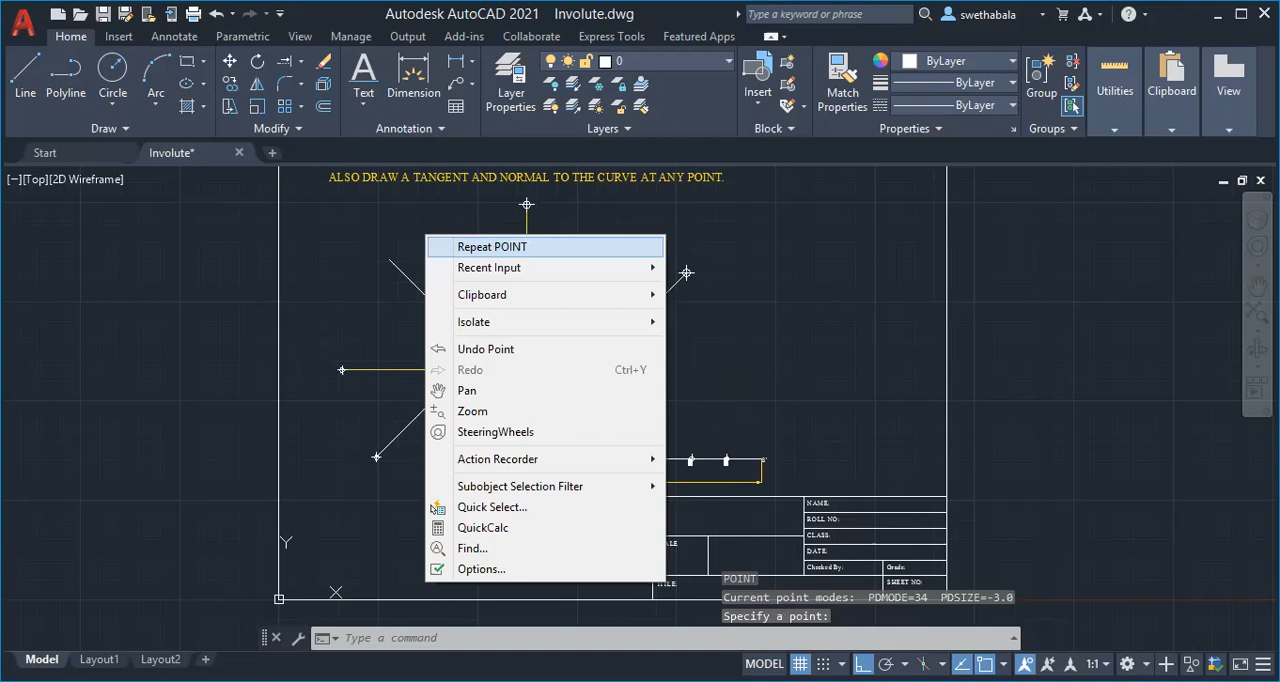 Autodesk AutoCAD 2021 Involute.dwg
Type a keyword or phrase
swethabala
Home Insert Annotate Parametric View Manage Output Add-ins Collaborate Express Tools Featured Apps
Line Polyline Circle Arc
Text Dimension
Layer Properties
0
Insert
Match Properties
ByLayer
ByLayer
ByLayer
Group
Utilities
Clipboard
View
Draw Modify Annotation Layers Block Properties Groups
Start Involute*
[−][Top][2D Wireframe]
ALSO DRAW A TANGENT AND NORMAL TO THE CURVE AT ANY POINT.
Repeat POINT
Recent Input
Clipboard
Isolate
Undo Point
Redo Ctrl+Y
Pan
Zoom
SteeringWheels
Action Recorder
Subobject Selection Filter
Quick Select...
QuickCalc
Find...
Options...
NAME:
ROLL NO:
CLASS:
DATE:
Checked By: Grade:
SHEET NO:
Y
X
POINT
Current point modes: PDMODE=34 PDSIZE=-3.0
Specify a point:
Type a command
Model Layout1 Layout2
MODEL
1:1